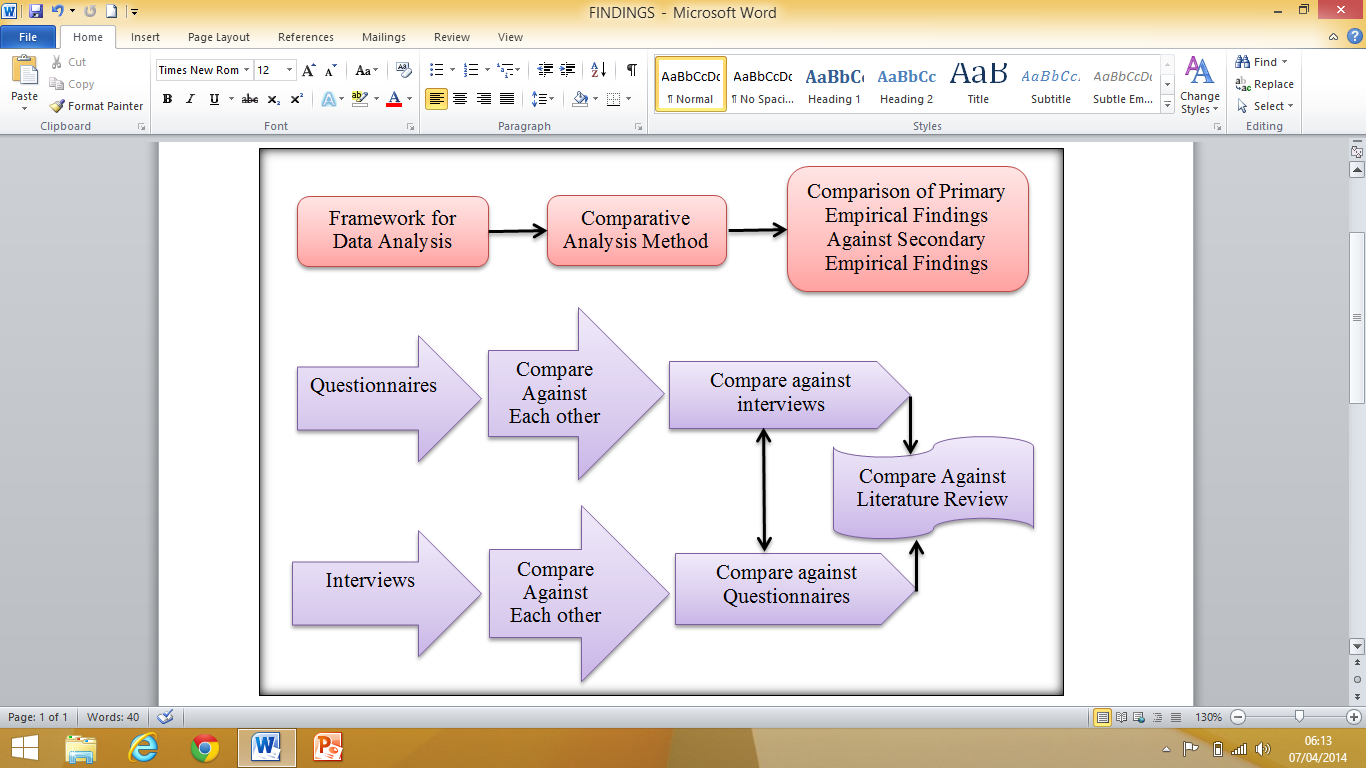 FINDINGS - Microsoft Word
File Home Insert Page Layout References Mailings Review View
Paste
Cut
Copy
Format Painter
Clipboard
Times New Rom 12
Font
Paragraph
AaBbCcDc AaBbCcDc AaBbCc AaBbCc AaB AaBbCc. AaBbCcDc
¶ Normal ¶ No Spaci... Heading 1 Heading 2 Title Subtitle Subtle Em...
Change
Styles
Styles
Find
Replace
Select
Editing
Framework for
Data Analysis
Comparative
Analysis Method
Comparison of Primary
Empirical Findings
Against Secondary
Empirical Findings
Questionnaires
Compare
Against
Each other
Compare against
interviews
Compare Against
Literature Review
Interviews
Compare
Against
Each other
Compare against
Questionnaires
Page: 1 of 1 Words: 40
130%
06:13
07/04/2014